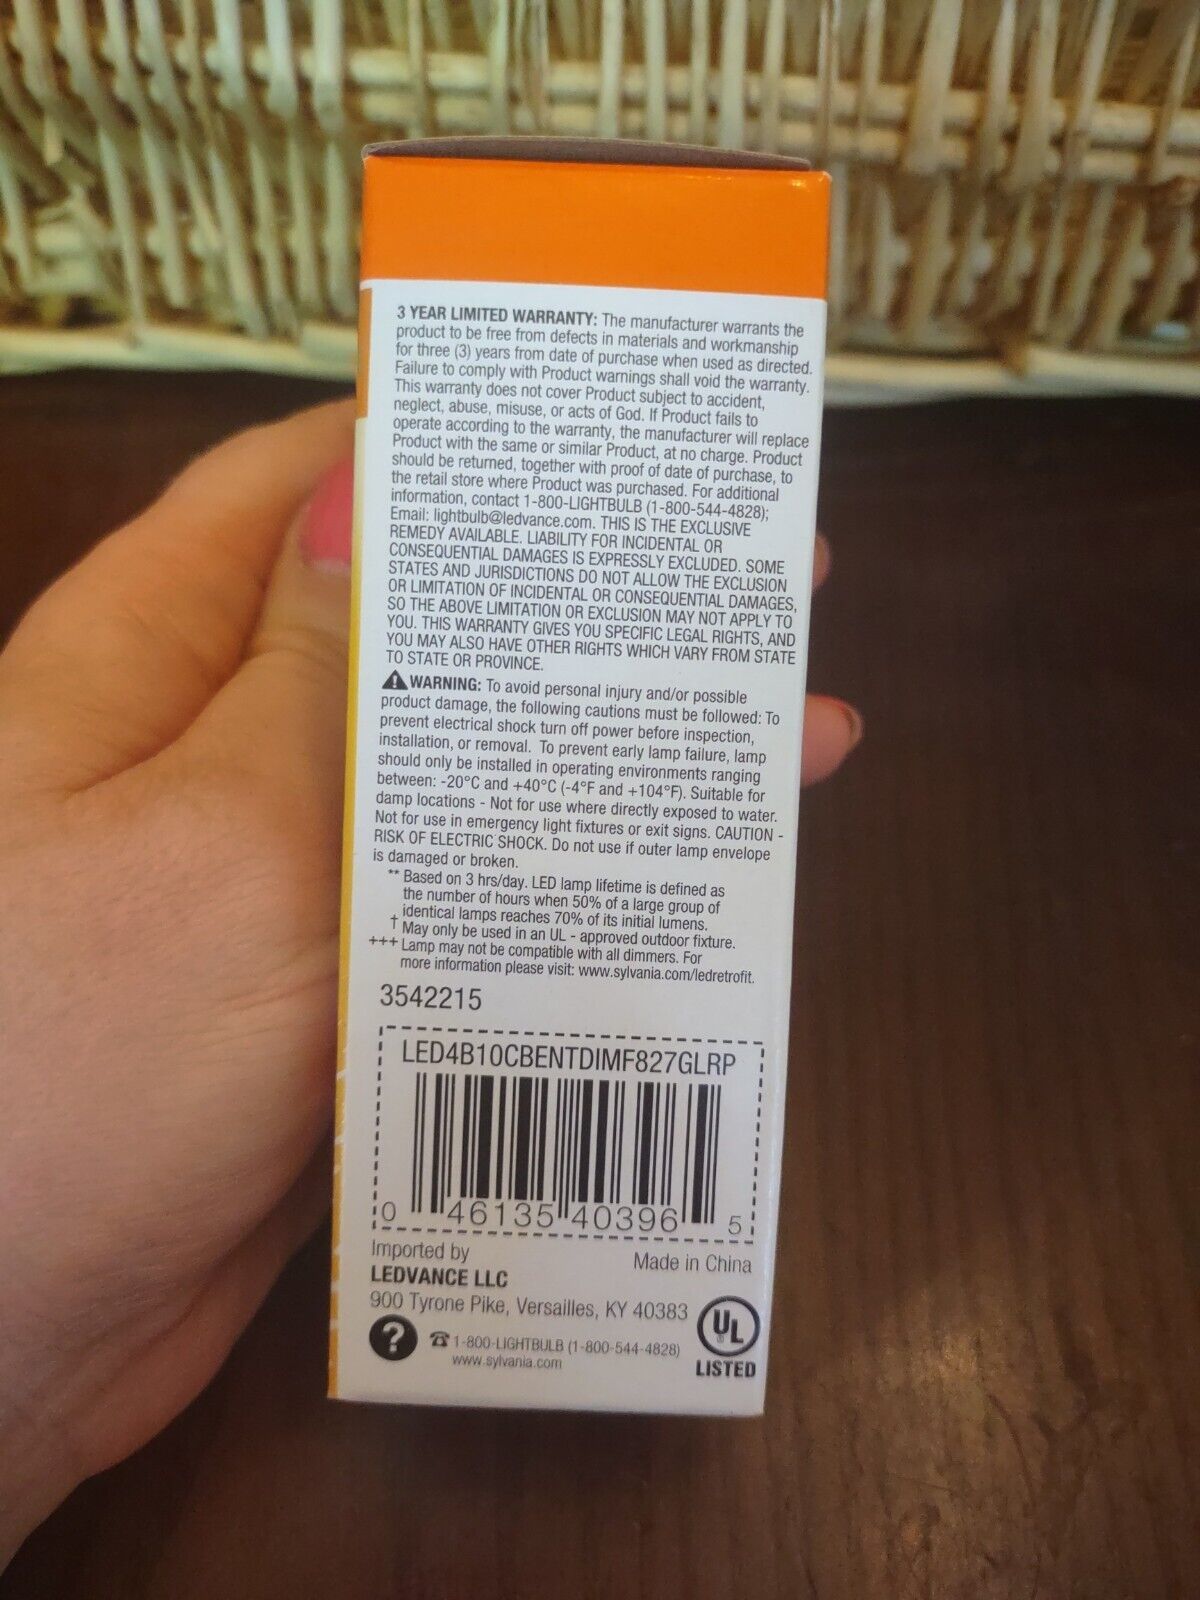 3 YEAR LIMITED WARRANTY: The manufacturer warrants the
product to be free from defects in materials and workmanship
for three (3) years from date of purchase when used as directed.
Failure to comply with Product warnings shall void the warranty.
This warranty does not cover Product subject to accident,
neglect, abuse, misuse, or acts of God. If Product fails to
operate according to the warranty, the manufacturer will replace
Product with the same or similar Product, at no charge. Product
should be returned, together with proof of date of purchase, to
the retail store where Product was purchased. For additional
information, contact 1-800-LIGHTBULB (1-800-544-4828);
Email: lightbulb@ledvance.com. THIS IS THE EXCLUSIVE
REMEDY AVAILABLE. LIABILITY FOR INCIDENTAL OR
CONSEQUENTIAL DAMAGES IS EXPRESSLY EXCLUDED. SOME
STATES AND JURISDICTIONS DO NOT ALLOW THE EXCLUSION
OR LIMITATION OF INCIDENTAL OR CONSEQUENTIAL DAMAGES,
SO THE ABOVE LIMITATION OR EXCLUSION MAY NOT APPLY TO
YOU. THIS WARRANTY GIVES YOU SPECIFIC LEGAL RIGHTS, AND
YOU MAY ALSO HAVE OTHER RIGHTS WHICH VARY FROM STATE
TO STATE OR PROVINCE.
WARNING: To avoid personal injury and/or possible
product damage, the following cautions must be followed: To
prevent electrical shock turn off power before inspection,
installation, or removal. To prevent early lamp failure, lamp
should only be installed in operating environments ranging
between: -20°C and +40°C (-4°F and +104°F). Suitable for
damp locations - Not for use where directly exposed to water.
Not for use in emergency light fixtures or exit signs. CAUTION -
RISK OF ELECTRIC SHOCK. Do not use if outer lamp envelope
is damaged or broken.
** Based on 3 hrs/day. LED lamp lifetime is defined as
the number of hours when 50% of a large group of
identical lamps reaches 70% of its initial lumens.
† May only be used in an UL - approved outdoor fixture.
+++ Lamp may not be compatible with all dimmers. For
more information please visit: www.sylvania.com/ledretrofit.
3542215
LED4B10CBENTDIMF827GLRP
0 46135 40396 5
Imported by Made in China
LEDVANCE LLC
900 Tyrone Pike, Versailles, KY 40383
? ☎ 1-800-LIGHTBULB (1-800-544-4828)
www.sylvania.com
UL
LISTED